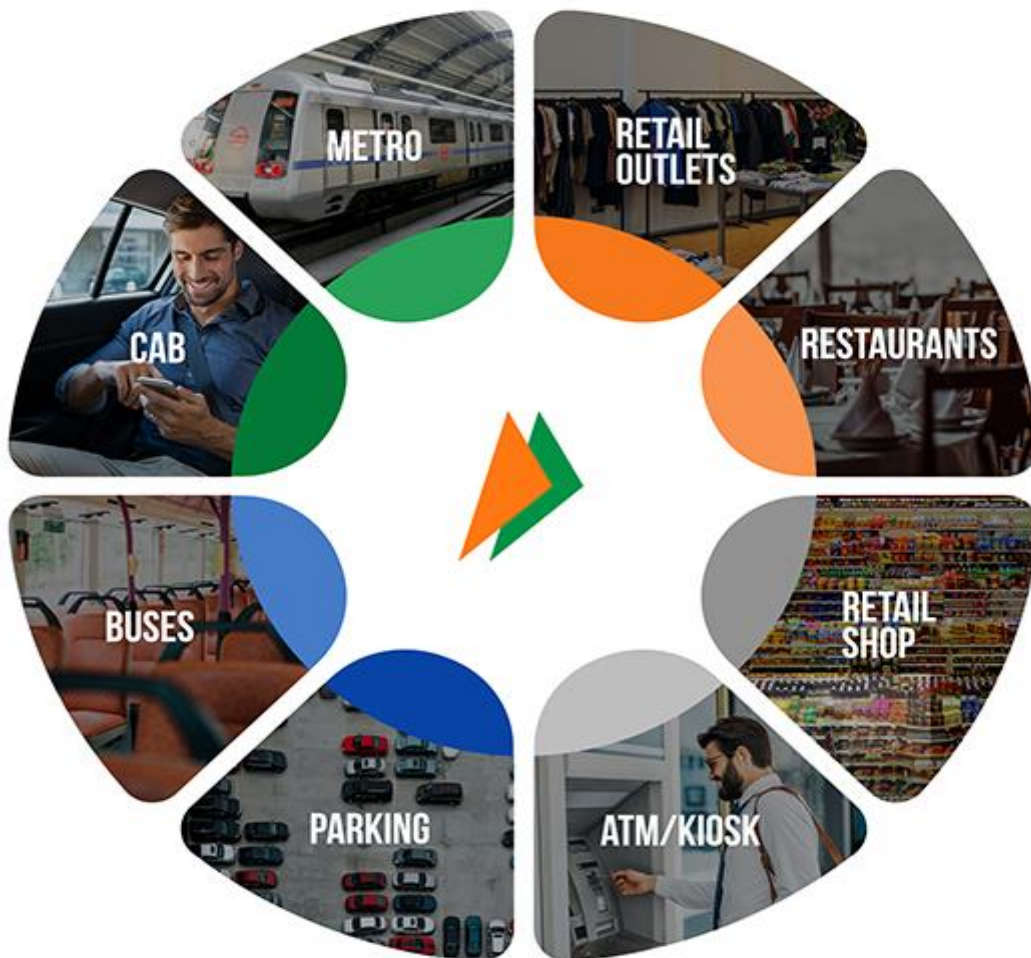 METRO
RETAIL
OUTLETS
CAB
RESTAURANTS
BUSES
RETAIL
SHOP
PARKING
ATM/KIOSK